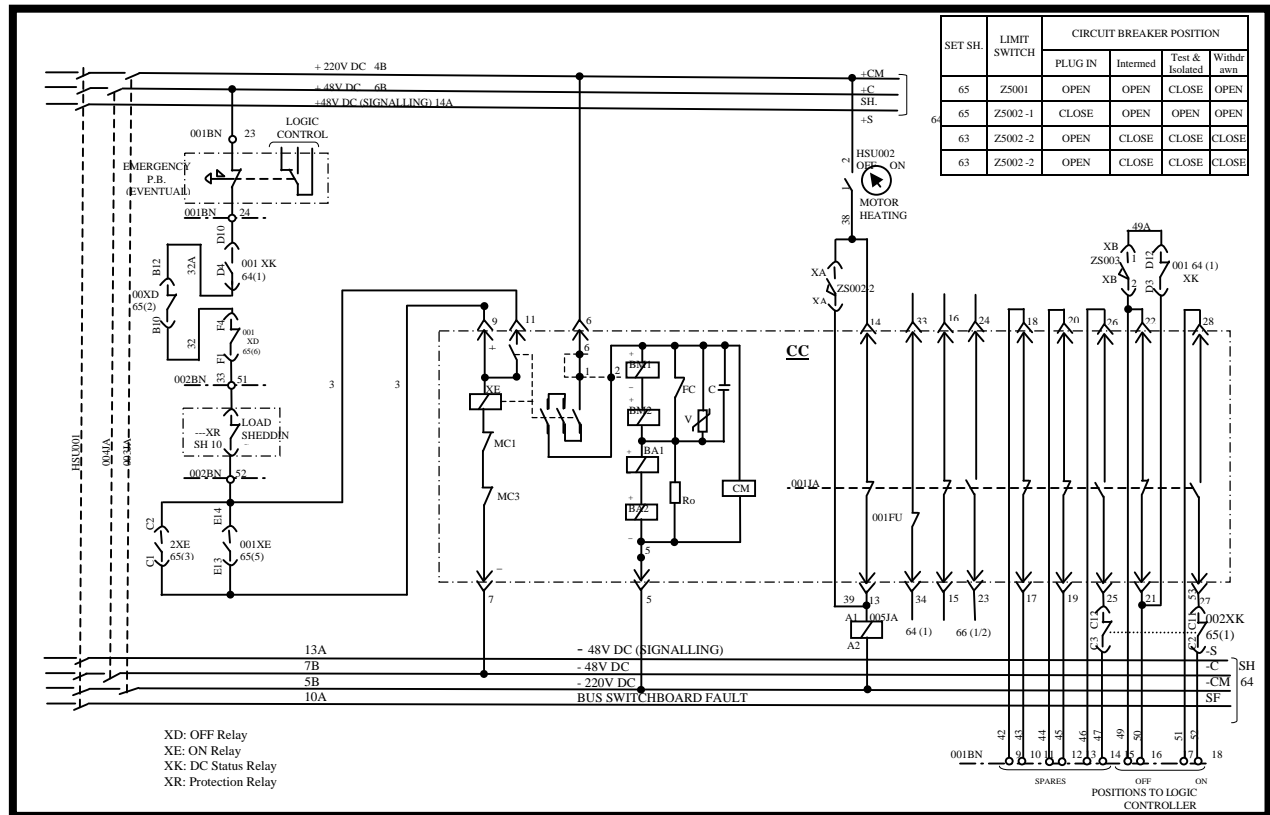 SET SH. LIMIT SWITCH CIRCUIT BREAKER POSITION
PLUG IN Intermed Test & Isolated Withdr awn
65 Z5001 OPEN OPEN CLOSE OPEN
65 Z5002 -1 CLOSE OPEN OPEN OPEN
63 Z5002 -2 OPEN CLOSE CLOSE CLOSE
63 Z5002 -2 OPEN CLOSE CLOSE CLOSE
+ 220V DC 4B
+ 48V DC 6B
+48V DC (SIGNALLING) 14A
+CM
+C
SH.
+S 64
LOGIC
CONTROL
001BN 23
EMERGENCY
P.B.
(EVENTUAL)
001BN 24
HSU002
OFF ON
2
1
MOTOR
HEATING
38
D10
D4
001 XK
64(1)
32A
B12
00XD
65(2)
B10
32
F4
001
XD
65(6)
F1
33
002BN 51
---XR
SH 10
LOAD
SHEDDIN
002BN 52
HSU001
004JA
003JA
C2
2XE
65(3)
C1
E14
001XE
65(5)
E13
3
3
XA
ZS002-2
XA
49A
XB
1
ZS003
XB
2
D12
D3
001 64 (1)
XK
9 11 6 14 33 16 24 18 20 26 22 28
CC
+
XE
MC1
MC3
–
6
1
2
+
BM1
–
BM2
+
BA1
+
BA2
–
5
FC
V
C
Ro
CM
001JA
001FU
7 5 39 13 34 15 23 17 19 25 21 53 27
A1 005JA
A2
64 (1)
66 (1/2)
C12
C3
C11
C2
002XK
65(1)
13A - 48V DC (SIGNALLING) -S
7B - 48V DC -C
5B - 220V DC -CM
10A BUS SWITCHBOARD FAULT SF
SH
64
XD: OFF Relay
XE: ON Relay
XK: DC Status Relay
XR: Protection Relay
42 43 44 45 46 47 49 50 51 52
001BN 9 10 11 12 13 14 15 16 17 18
SPARES OFF ON
POSITIONS TO LOGIC
CONTROLLER